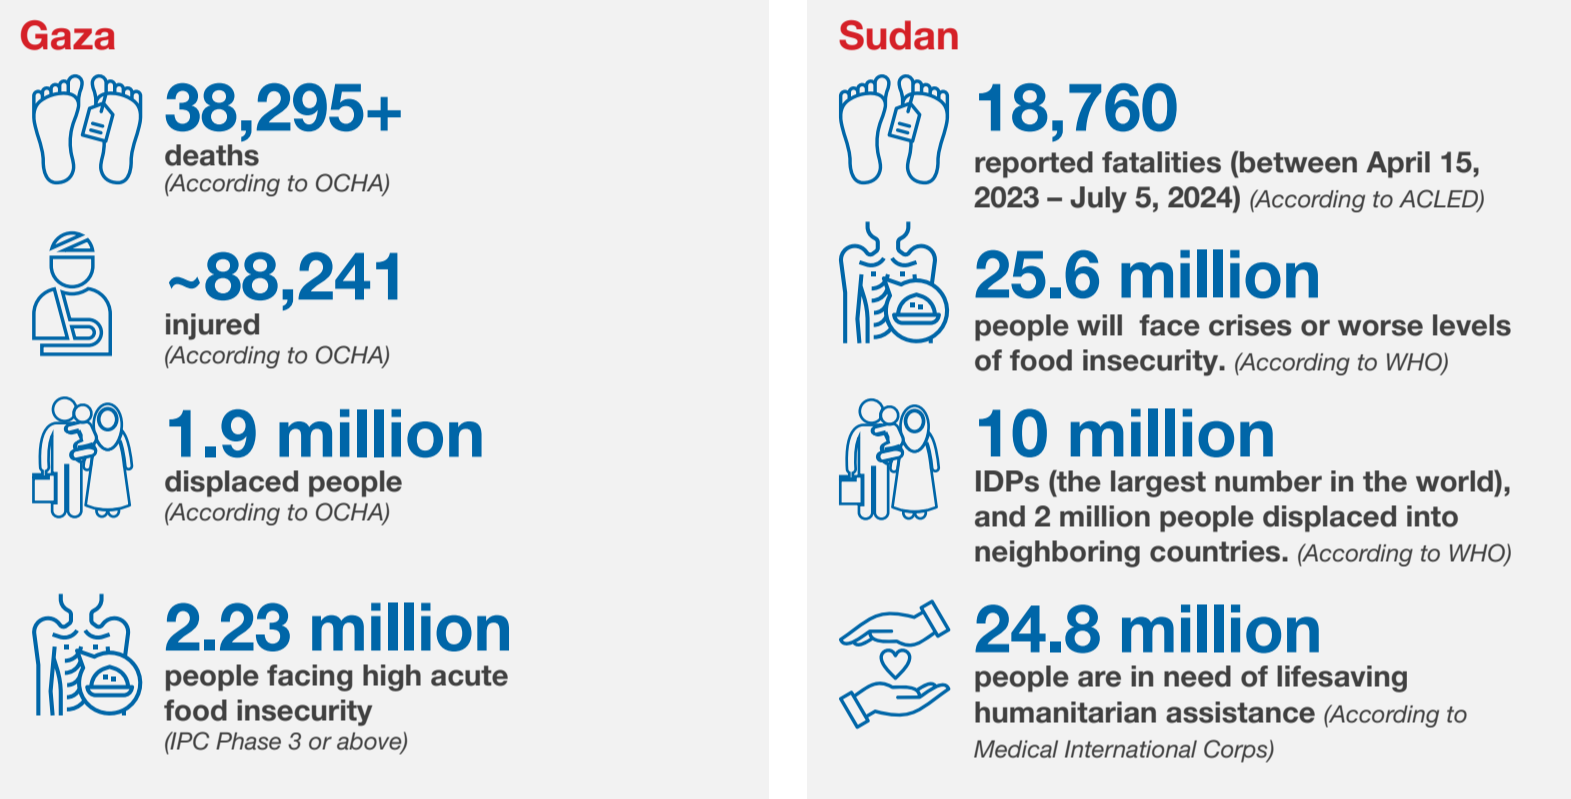 Gaza
38,295+
deaths
(According to OCHA)
~88,241
injured
(According to OCHA)
1.9 million
displaced people
(According to OCHA)
2.23 million
people facing high acute
food insecurity
(IPC Phase 3 or above)
Sudan
18,760
reported fatalities (between April 15,
2023 – July 5, 2024) (According to ACLED)
25.6 million
people will  face crises or worse levels
of food insecurity. (According to WHO)
10 million
IDPs (the largest number in the world),
and 2 million people displaced into
neighboring countries. (According to WHO)
24.8 million
people are in need of lifesaving
humanitarian assistance (According to
Medical International Corps)